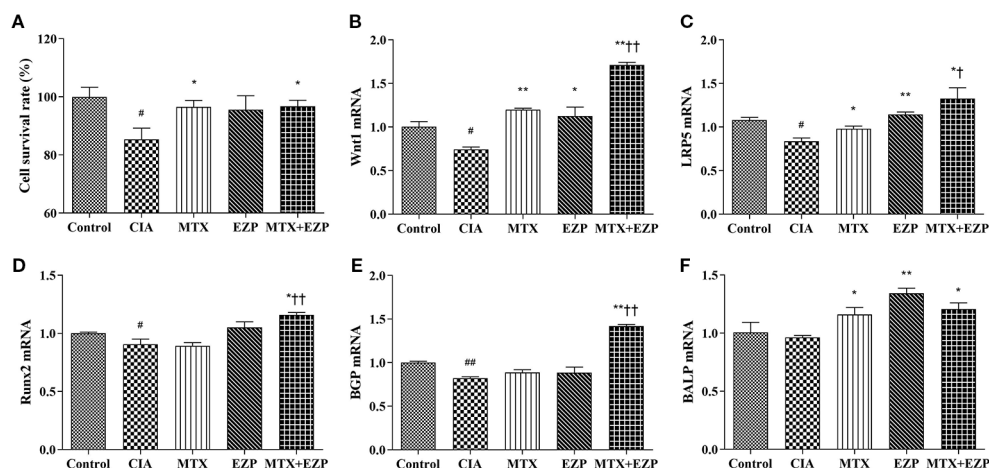 A
Cell survival rate (%)
120
100
80
60
#
*
*
Control CIA MTX EZP MTX+EZP
B
Wnt1 mRNA
2.0
1.5
1.0
0.5
0.0
#
**
*
**††
Control CIA MTX EZP MTX+EZP
C
LRP5 mRNA
2.0
1.5
1.0
0.5
0.0
#
*
**
*†
Control CIA MTX EZP MTX+EZP
D
Runx2 mRNA
1.5
1.0
0.5
0.0
#
*††
Control CIA MTX EZP MTX+EZP
E
BGP mRNA
2.0
1.5
1.0
0.5
0.0
##
**††
Control CIA MTX EZP MTX+EZP
F
BALP mRNA
1.5
1.0
0.5
0.0
*
**
*
Control CIA MTX EZP MTX+EZP